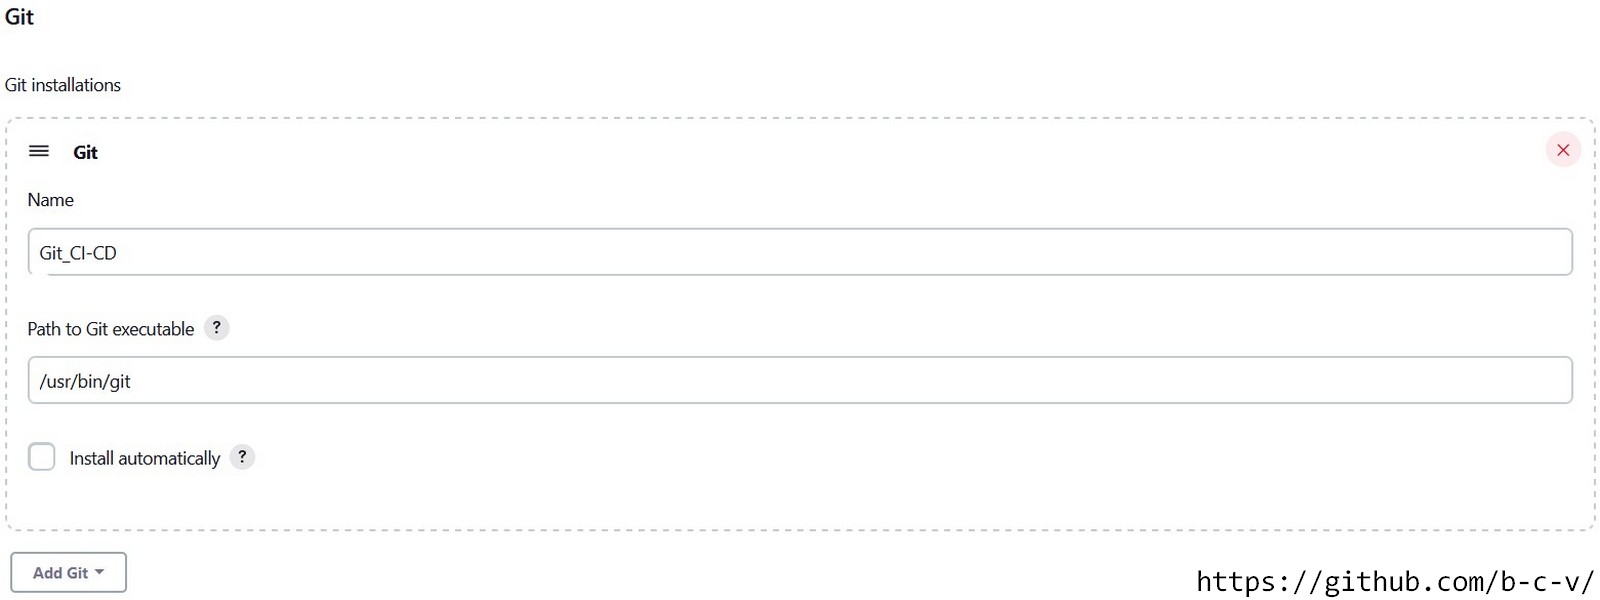 Git
Git installations
Git
Name
Git_CI-CD
Path to Git executable ?
/usr/bin/git
Install automatically ?
Add Git
https://github.com/b-c-v/